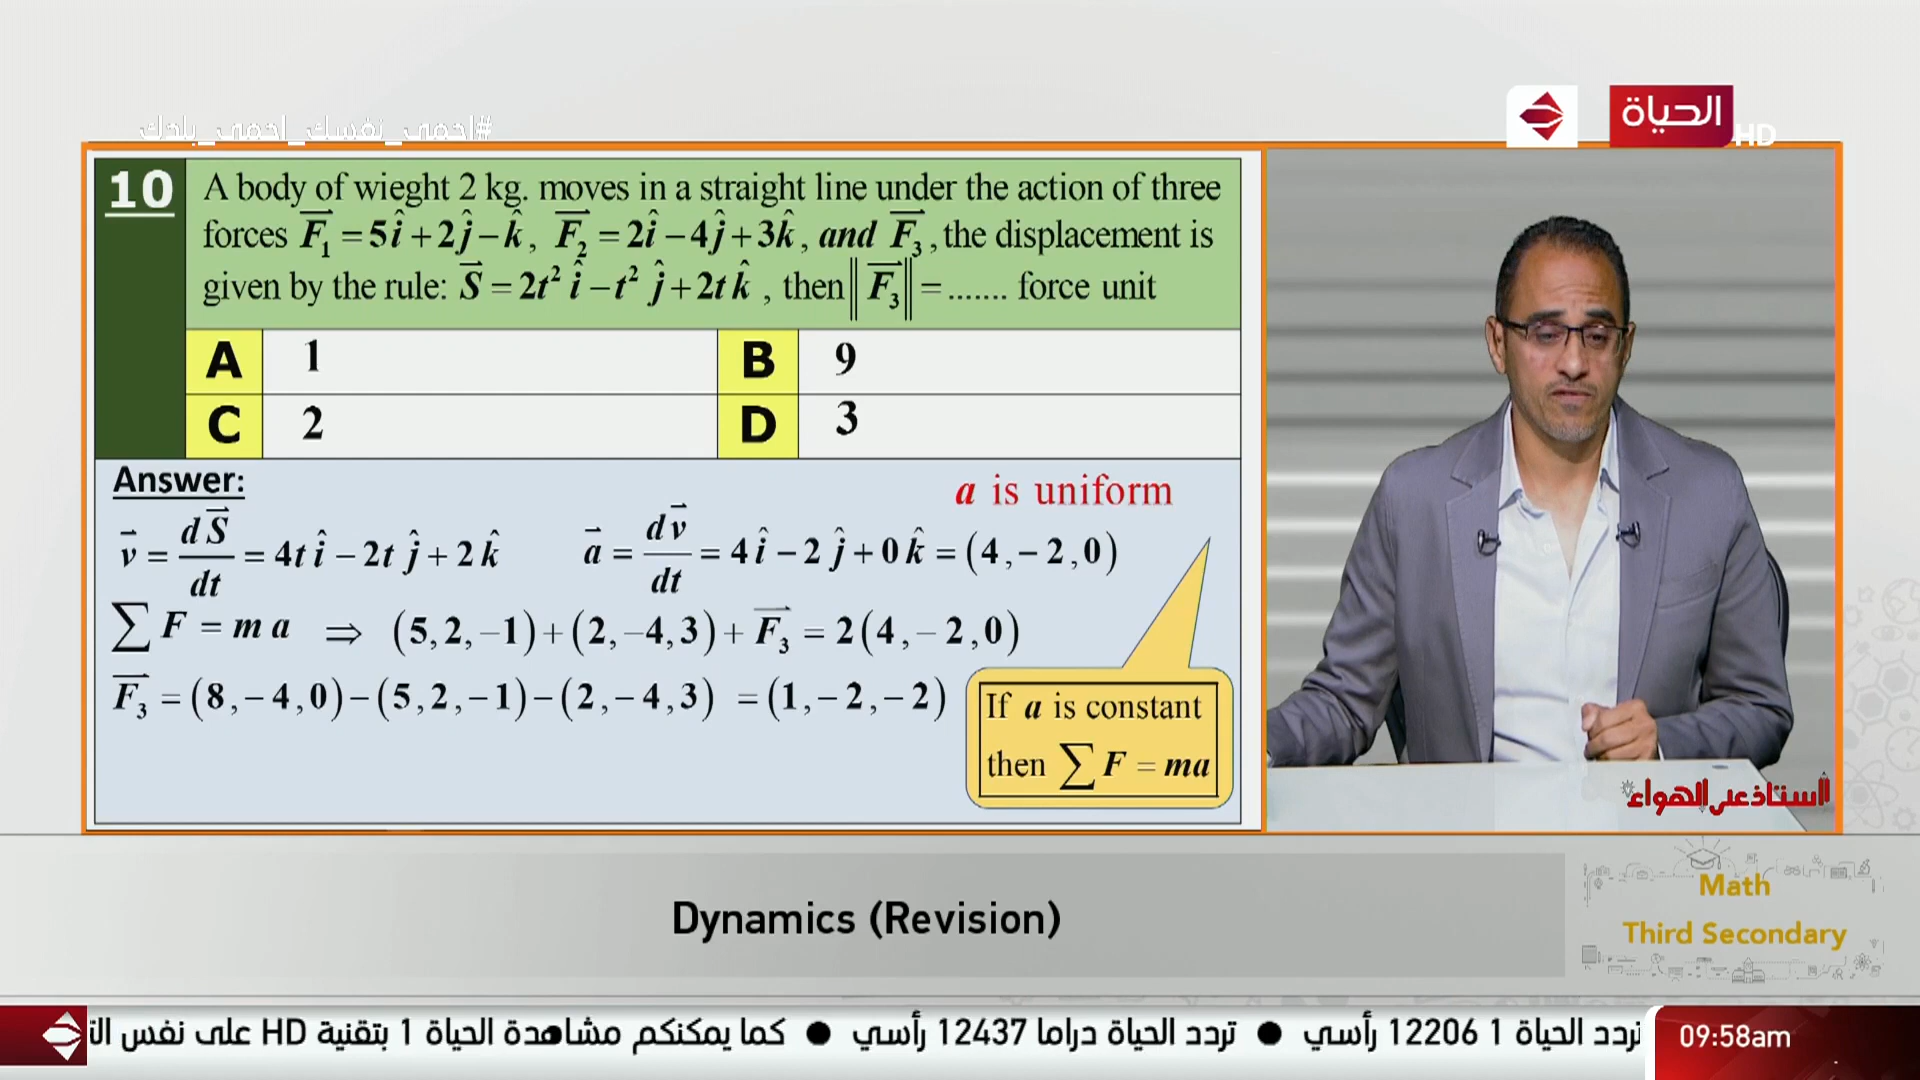 #احمي_نفسك_احمي_بلدك
الحياة
HD
10
A body of wieght 2 kg. moves in a straight line under the action of three
forces F₁ = 5i + 2j − k, F₂ = 2i − 4j + 3k, and F₃, the displacement is
given by the rule: S = 2t² i − t² j + 2t k, then ‖F₃‖ = ....... force unit
A 1 B 9
C 2 D 3
Answer:
a is uniform
v = dS/dt = 4t i − 2t j + 2 k a = dv/dt = 4 i − 2 j + 0 k = (4, − 2, 0)
∑ F = m a ⇒ (5, 2, −1) + (2, −4, 3) + F₃ = 2(4, − 2, 0)
F₃ = (8, − 4, 0) − (5, 2, −1) − (2, − 4, 3) = (1, − 2, − 2)
If a is constant
then ∑ F = ma
أستاذ على الهواء
Dynamics (Revision)
Math
Third Secondary
تردد الحياة 1 12206 رأسي ● تردد الحياة دراما 12437 رأسي ● كما يمكنكم مشاهدة الحياة 1 بتقنية HD على نفس الت
09:58am